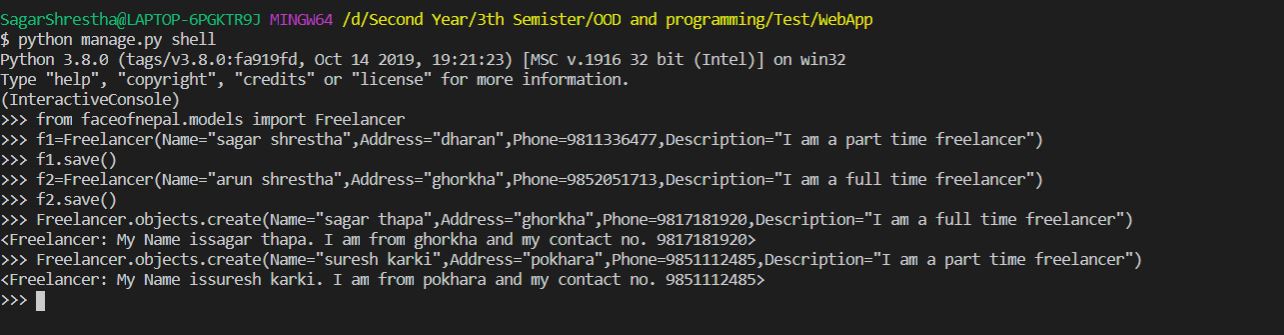 SagarShrestha@LAPTOP-6PGKTR9J MINGW64 /d/Second Year/3th Semister/OOD and programming/Test/WebApp
$ python manage.py shell
Python 3.8.0 (tags/v3.8.0:fa919fd, Oct 14 2019, 19:21:23) [MSC v.1916 32 bit (Intel)] on win32
Type "help", "copyright", "credits" or "license" for more information.
(InteractiveConsole)
>>> from faceofnepal.models import Freelancer
>>> f1=Freelancer(Name="sagar shrestha",Address="dharan",Phone=9811336477,Description="I am a part time freelancer")
>>> f1.save()
>>> f2=Freelancer(Name="arun shrestha",Address="ghorkha",Phone=9852051713,Description="I am a full time freelancer")
>>> f2.save()
>>> Freelancer.objects.create(Name="sagar thapa",Address="ghorkha",Phone=9817181920,Description="I am a full time freelancer")
<Freelancer: My Name issagar thapa. I am from ghorkha and my contact no. 9817181920>
>>> Freelancer.objects.create(Name="suresh karki",Address="pokhara",Phone=9851112485,Description="I am a part time freelancer")
<Freelancer: My Name issuresh karki. I am from pokhara and my contact no. 9851112485>
>>>